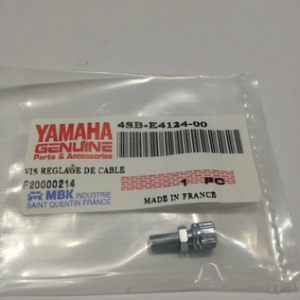 YAMAHA
GENUINE
Parts & Accessories
4SB-E4124-00
VIS REGLAGE DE CABLE
F20000214
1 PC
MBK INDUSTRIE
SAINT QUENTIN FRANCE
MADE IN FRANCE